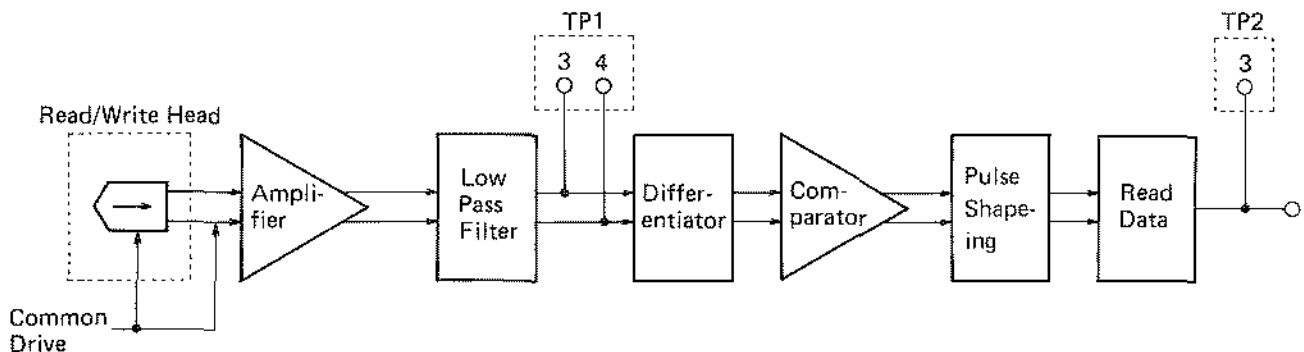 TP1
3 4
TP2
3
Read/Write Head
Ampli-
fier
Low
Pass
Filter
Differ-
entiator
Com-
parator
Pulse
Shape-
ing
Read
Data
Common
Drive